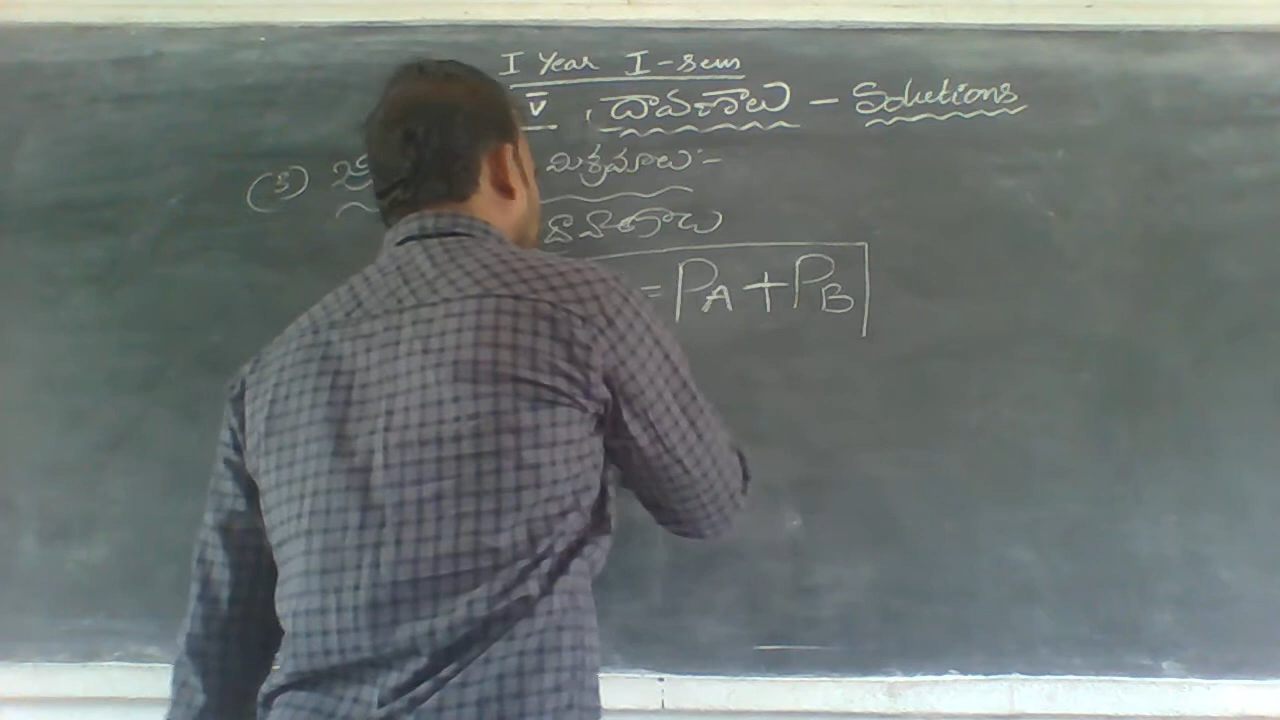 I Year I-sem
V , ద్రావణాలు - Solutions
(కి) మిశ్రమాలు:-
ద్రావణాలు
= PA + PB